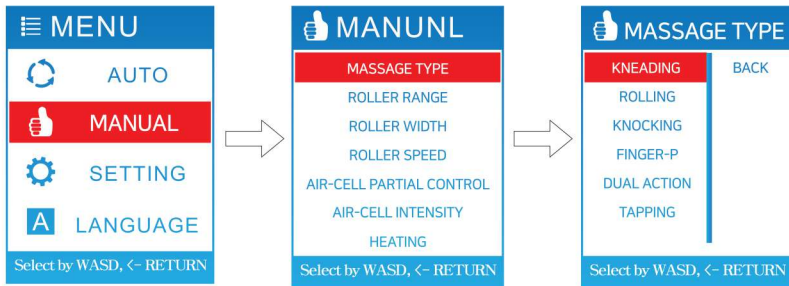 MENU
AUTO
MANUAL
SETTING
A LANGUAGE
Select by WASD, <- RETURN
MANUNL
MASSAGE TYPE
ROLLER RANGE
ROLLER WIDTH
ROLLER SPEED
AIR-CELL PARTIAL CONTROL
AIR-CELL INTENSITY
HEATING
Select by WASD, <- RETURN
MASSAGE TYPE
KNEADING BACK
ROLLING
KNOCKING
FINGER-P
DUAL ACTION
TAPPING
Select by WASD, <- RETURN